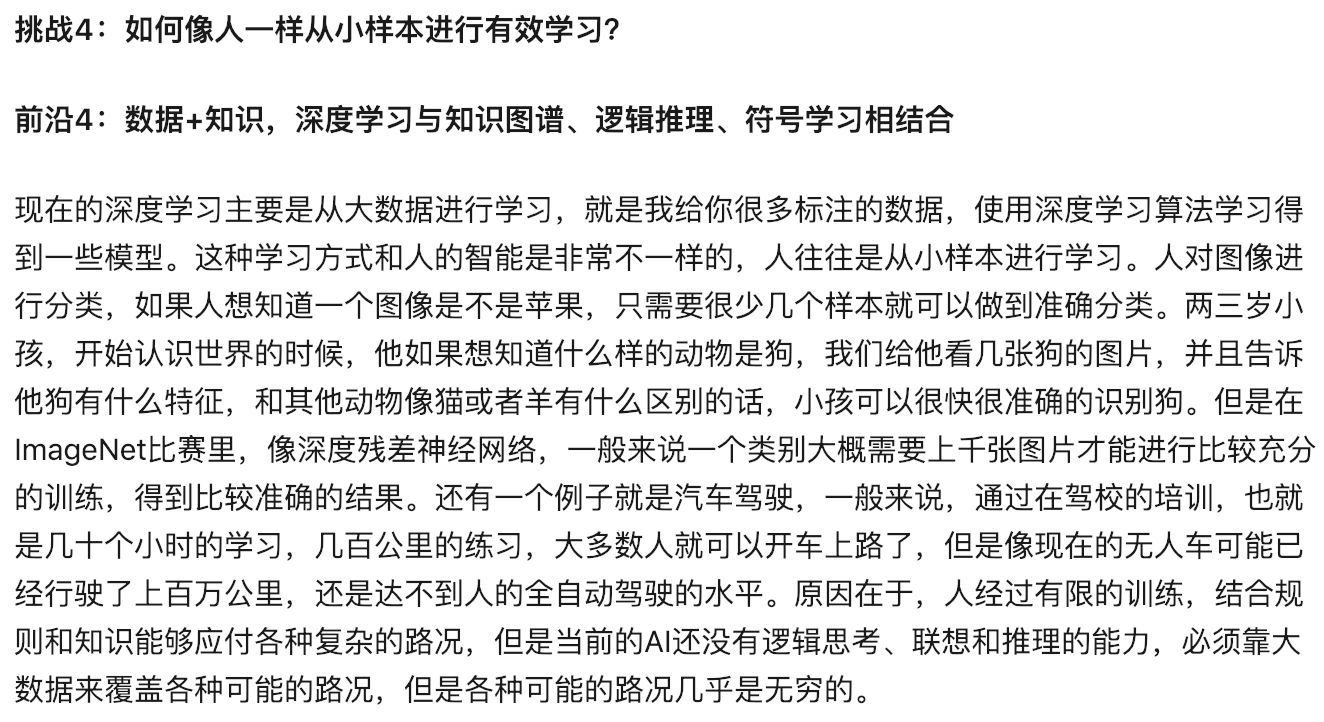 挑战4：如何像人一样从小样本进行有效学习?
前沿4：数据+知识，深度学习与知识图谱、逻辑推理、符号学习相结合
现在的深度学习主要是从大数据进行学习，就是我给你很多标注的数据，使用深度学习算法学习得
到一些模型。这种学习方式和人的智能是非常不一样的，人往往是从小样本进行学习。人对图像进
行分类，如果人想知道一个图像是不是苹果，只需要很少几个样本就可以做到准确分类。两三岁小
孩，开始认识世界的时候，他如果想知道什么样的动物是狗，我们给他看几张狗的图片，并且告诉
他狗有什么特征，和其他动物像猫或者羊有什么区别的话，小孩可以很快很准确的识别狗。但是在
ImageNet比赛里，像深度残差神经网络，一般来说一个类别大概需要上千张图片才能进行比较充分
的训练，得到比较准确的结果。还有一个例子就是汽车驾驶，一般来说，通过在驾校的培训，也就
是几十个小时的学习，几百公里的练习，大多数人就可以开车上路了，但是像现在的无人车可能已
经行驶了上百万公里，还是达不到人的全自动驾驶的水平。原因在于，人经过有限的训练，结合规
则和知识能够应付各种复杂的路况，但是当前的AI还没有逻辑思考、联想和推理的能力，必须靠大
数据来覆盖各种可能的路况，但是各种可能的路况几乎是无穷的。